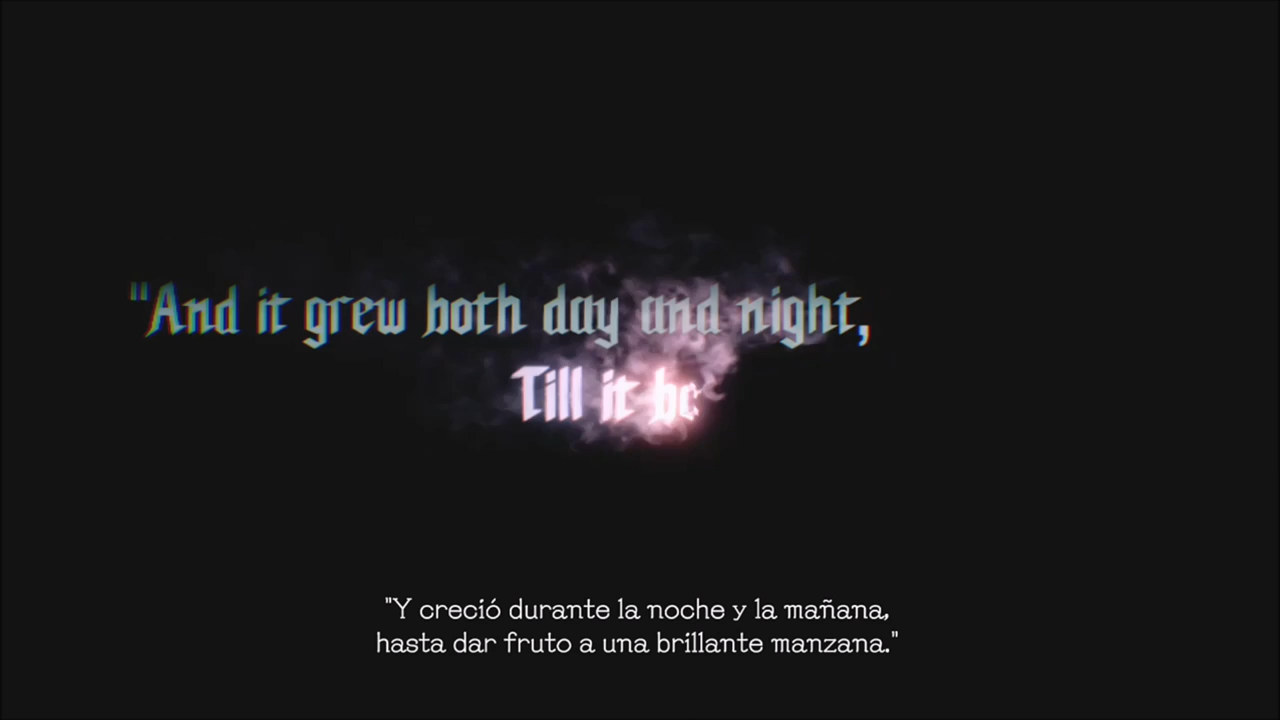 "And it grew both day and night,
Till it
"Y creció durante la noche y la mañana,
hasta dar fruto a una brillante manzana."